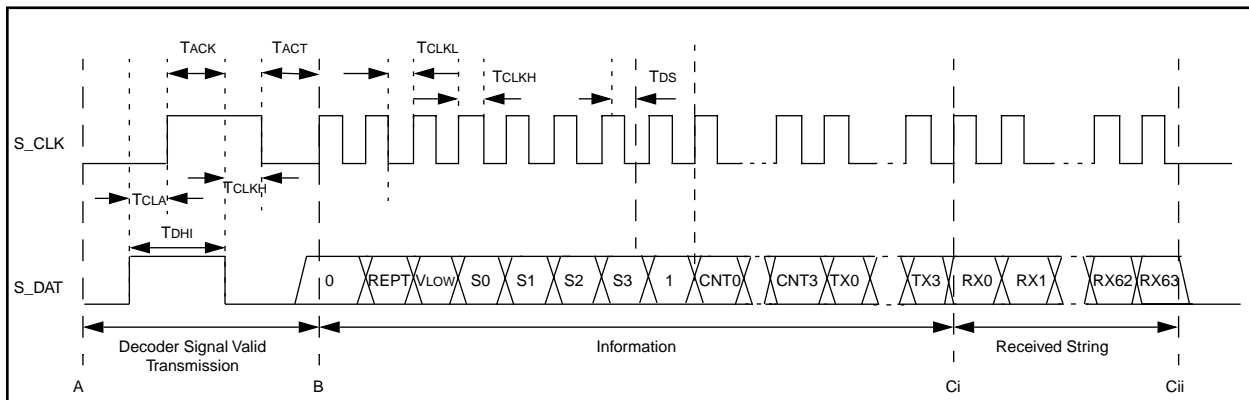 TACK TACT TCLKL
TCLKH TDS
S_CLK
TCLA TCLKH
TDHI
S_DAT 0 REPT VLOW S0 S1 S2 S3 1 CNT0 CNT3 TX0 TX3 RX0 RX1 RX62 RX63
Decoder Signal Valid Information Received String
Transmission
A B Ci Cii